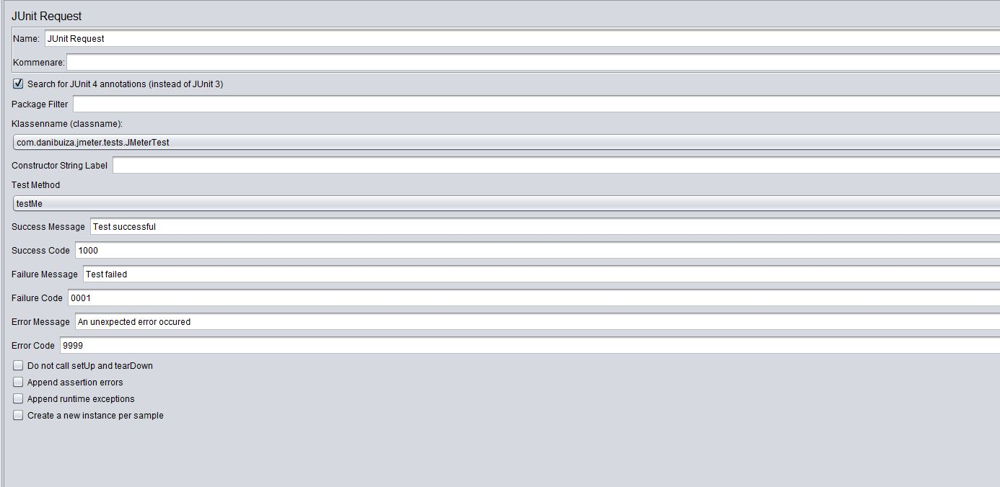 JUnit Request
Name: JUnit Request
Kommenare:
Search for JUnit 4 annotations (instead of JUnit 3)
Package Filter
Klassenname (classname):
com.danibuiza.jmeter.tests.JMeterTest
Constructor String Label
Test Method
testMe
Success Message Test successful
Success Code 1000
Failure Message Test failed
Failure Code 0001
Error Message An unexpected error occured
Error Code 9999
Do not call setUp and tearDown
Append assertion errors
Append runtime exceptions
Create a new instance per sample